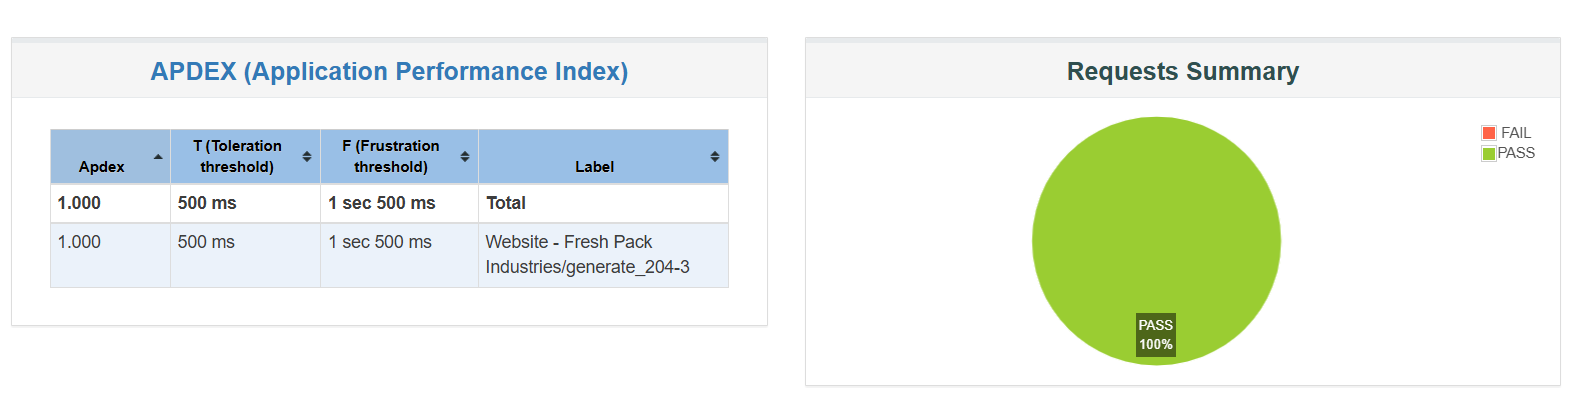 APDEX (Application Performance Index)
Apdex
T (Toleration
threshold)
F (Frustration
threshold)
Label
1.000
500 ms
1 sec 500 ms
Total
1.000
500 ms
1 sec 500 ms
Website - Fresh Pack
Industries/generate_204-3
Requests Summary
FAIL
PASS
PASS
100%